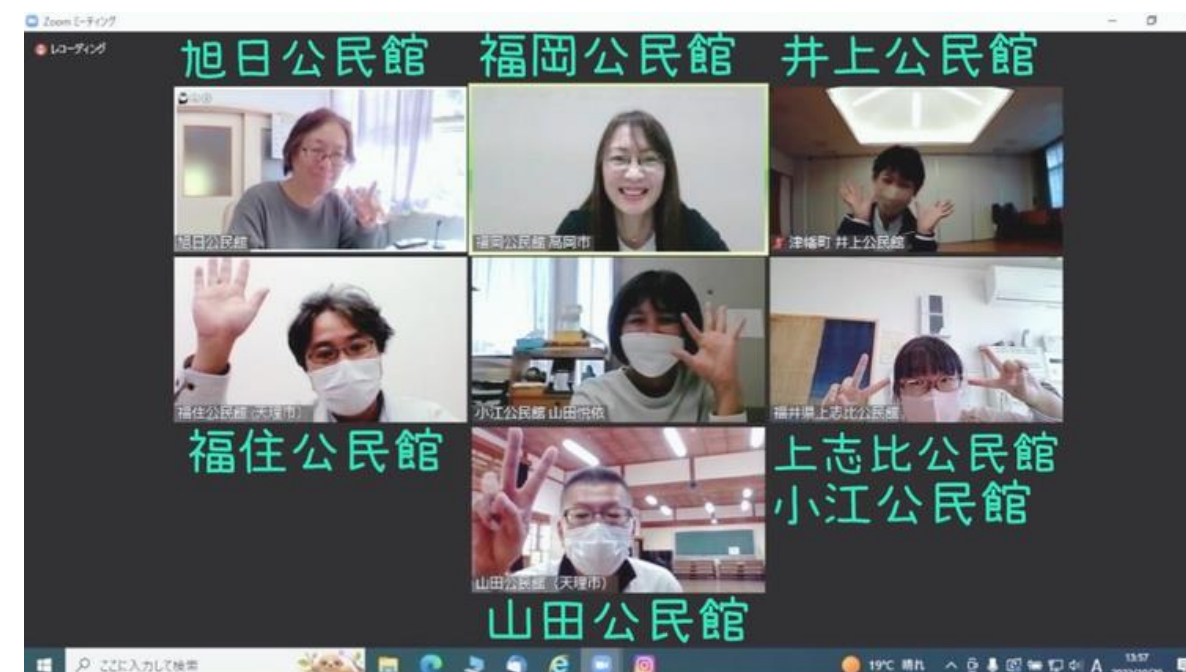 Zoom ミーティング
レコーディング
旭日公民館 福岡公民館 井上公民館
旭日公民館
福岡公民館 高岡市
津幡町 井上公民館
福住公民館（天理市）
小江公民館 山田悦依
福井県上志比公民館
福住公民館
上志比公民館
小江公民館
山田公民館（天理市）
山田公民館
ここに入力して検索
19℃ 晴れ
A
13:57